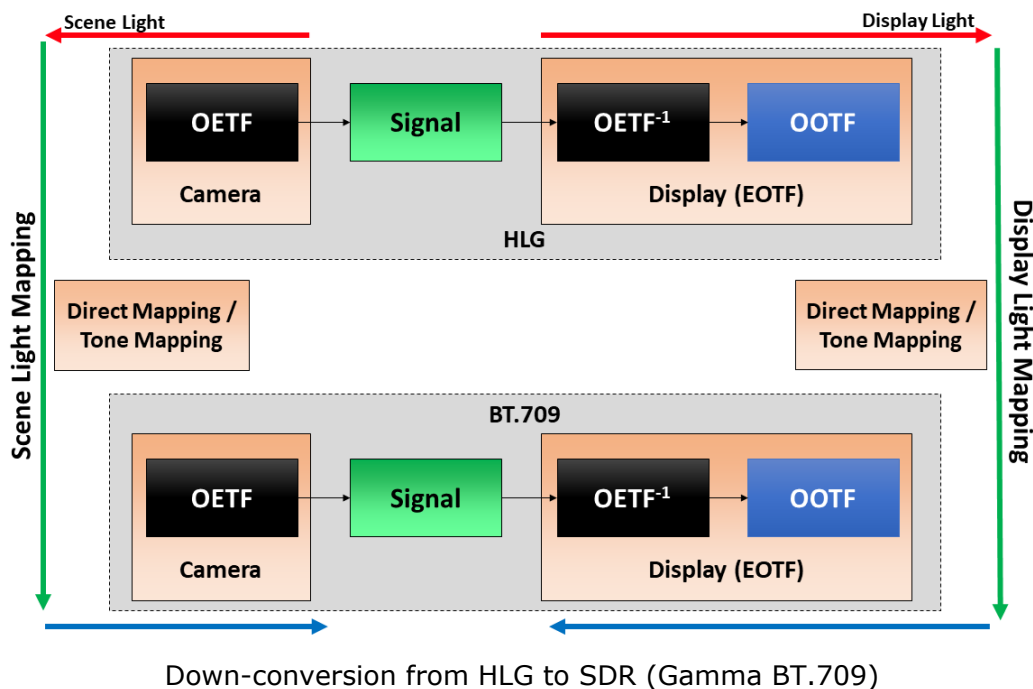 Scene Light
Display Light
OETF
Signal
OETF-1
OOTF
Camera
Display (EOTF)
HLG
Scene Light Mapping
Direct Mapping /
Tone Mapping
Direct Mapping /
Tone Mapping
Display Light Mapping
BT.709
OETF
Signal
OETF-1
OOTF
Camera
Display (EOTF)
Down-conversion from HLG to SDR (Gamma BT.709)